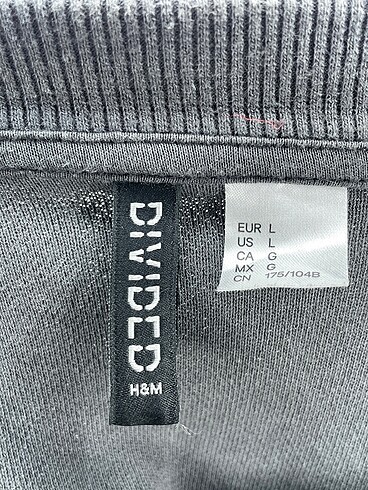 DIVIDED
H&M
EUR L
US L
CA G
MX G
CN 175/104B